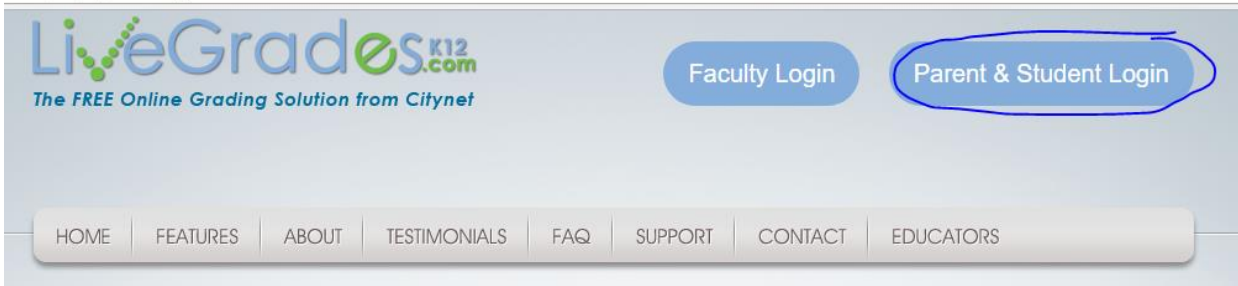 LiveGrades K12 .com
The FREE Online Grading Solution from Citynet
Faculty Login
Parent & Student Login
HOME FEATURES ABOUT TESTIMONIALS FAQ SUPPORT CONTACT EDUCATORS